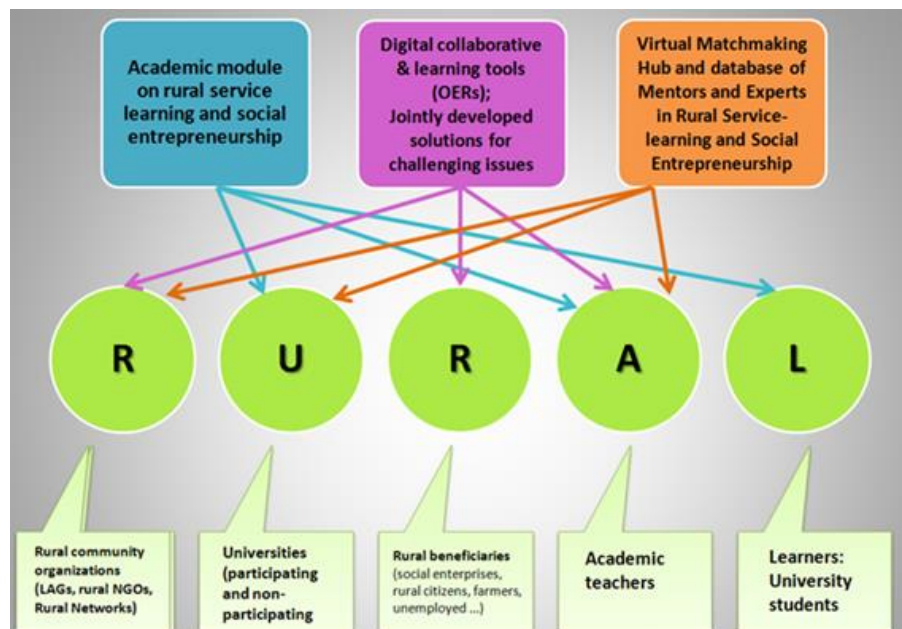 Academic module
on rural service
learning and social
entrepreneurship
Digital collaborative
& learning tools
(OERs);
Jointly developed
solutions for
challenging issues
Virtual Matchmaking
Hub and database of
Mentors and Experts
in Rural Service-
learning and Social
Entrepreneurship
R
U
R
A
L
Rural community
organizations
(LAGs, rural NGOs,
Rural Networks)
Universities
(participating
and non-
participating
Rural beneficiaries
(social enterprises,
rural citizens, farmers,
unemployed ...)
Academic
teachers
Learners:
University
students